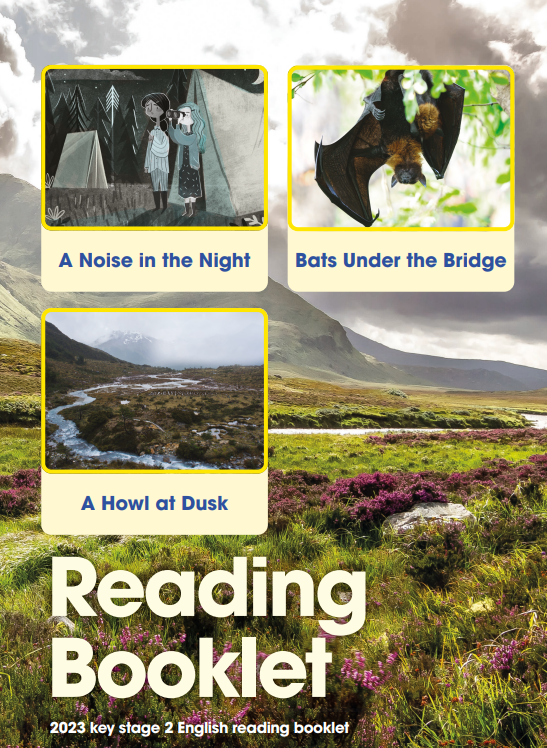 A Noise in the Night
Bats Under the Bridge
A Howl at Dusk
Reading
Booklet
2023 key stage 2 English reading booklet